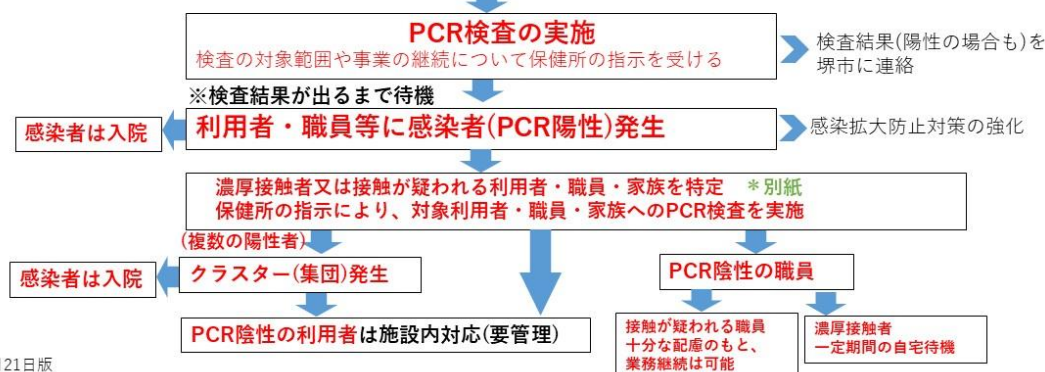 PCR検査の実施
検査の対象範囲や事業の継続について保健所の指示を受ける
検査結果(陽性の場合も)を
堺市に連絡
※検査結果が出るまで待機
感染者は入院
利用者・職員等に感染者(PCR陽性)発生
感染拡大防止対策の強化
濃厚接触者又は接触が疑われる利用者・職員・家族を特定 *別紙
保健所の指示により、対象利用者・職員・家族へのPCR検査を実施
(複数の陽性者)
感染者は入院
クラスター(集団)発生
PCR陰性の職員
PCR陰性の利用者は施設内対応(要管理)
接触が疑われる職員
十分な配慮のもと、
業務継続は可能
濃厚接触者
一定期間の自宅待機
21日版